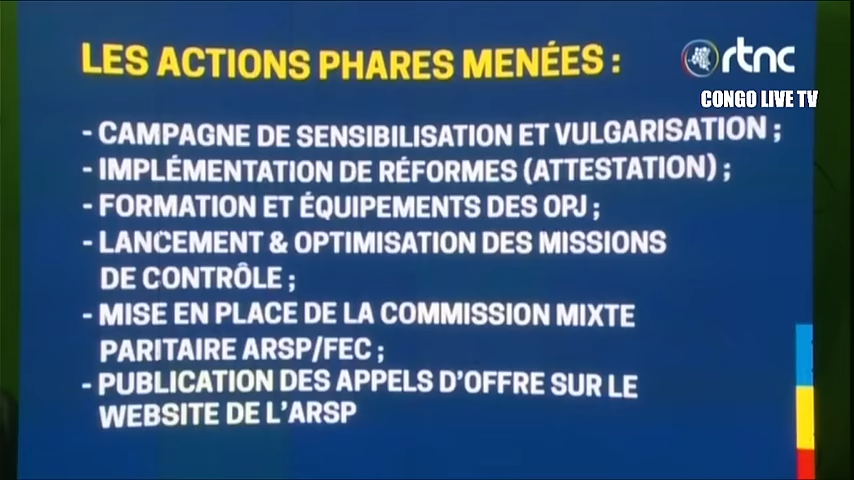 LES ACTIONS PHARES MENÉES :
rtnc
CONGO LIVE TV
- CAMPAGNE DE SENSIBILISATION ET VULGARISATION ;
- IMPLÉMENTATION DE RÉFORMES (ATTESTATION) ;
- FORMATION ET ÉQUIPEMENTS DES OPJ ;
- LANCEMENT & OPTIMISATION DES MISSIONS
DE CONTRÔLE ;
- MISE EN PLACE DE LA COMMISSION MIXTE
PARITAIRE ARSP/FEC ;
- PUBLICATION DES APPELS D'OFFRE SUR LE
WEBSITE DE L'ARSP